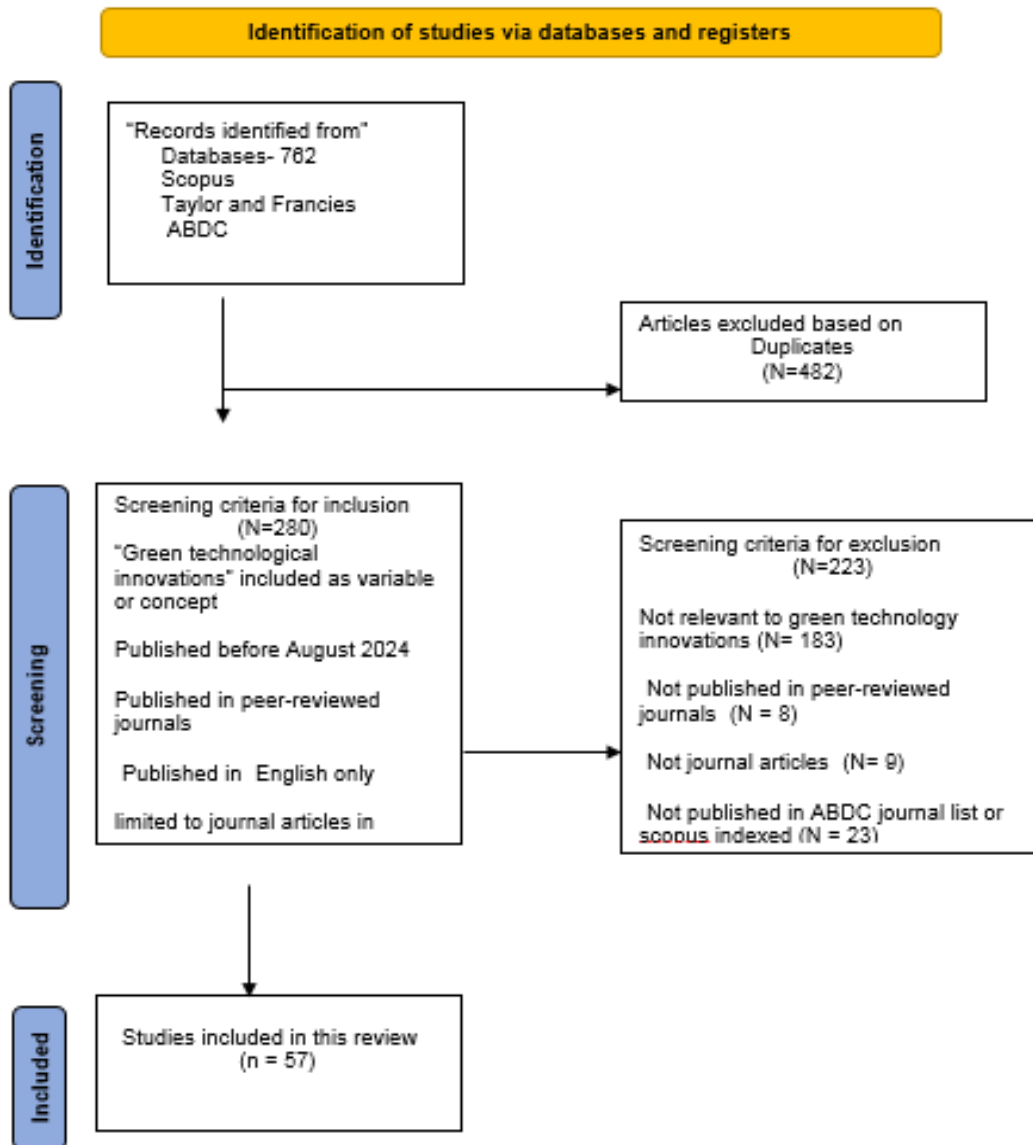 Identification of studies via databases and registers
Identification
"Records identified from"
Databases- 762
Scopus
Taylor and Francies
ABDC
Articles excluded based on
Duplicates
(N=482)
Screening
Screening criteria for inclusion
(N=280)
"Green technological
innovations" included as variable
or concept
Published before August 2024
Published in peer-reviewed
journals
Published in English only
limited to journal articles in
Screening criteria for exclusion
(N=223)
Not relevant to green technology
innovations (N= 183)
Not published in peer-reviewed
journals (N = 8)
Not journal articles (N= 9)
Not published in ABDC journal list or
scopus indexed (N = 23)
Included
Studies included in this review
(n = 57)